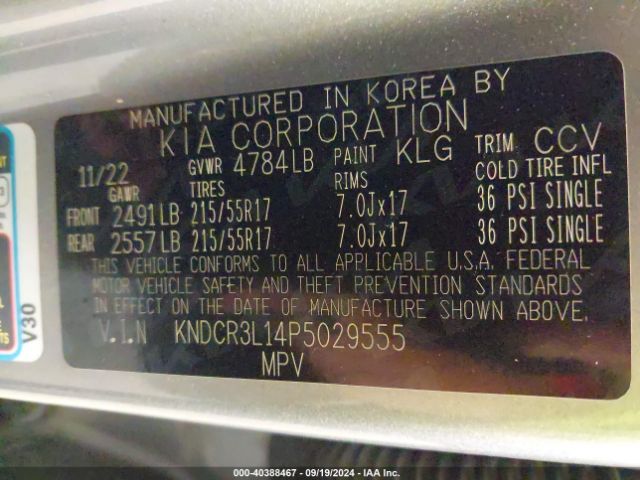 MANUFACTURED IN KOREA BY
KIA CORPORATION
11/22 GVWR 4784LB PAINT KLG TRIM CCV
GAWR TIRES RIMS COLD TIRE INFL
FRONT 2491LB 215/55R17 7.0Jx17 36 PSI SINGLE
REAR 2557LB 215/55R17 7.0Jx17 36 PSI SINGLE
THIS VEHICLE CONFORMS TO ALL APPLICABLE U.S.A. FEDERAL
MOTOR VEHICLE SAFETY AND THEFT PREVENTION STANDARDS
IN EFFECT ON THE DATE OF MANUFACTURE SHOWN ABOVE.
V.I.N KNDCR3L14P5029555
MPV
V30
000-40388467 - 09/19/2024 - IAA Inc.